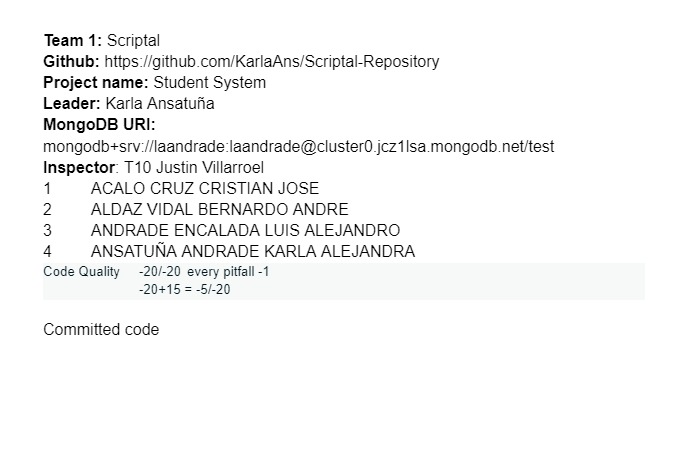 Team 1: Scriptal
Github: https://github.com/KarlaAns/Scriptal-Repository
Project name: Student System
Leader: Karla Ansatuña
MongoDB URI:
mongodb+srv://laandrade:laandrade@cluster0.jcz1lsa.mongodb.net/test
Inspector: T10 Justin Villarroel
1 ACALO CRUZ CRISTIAN JOSE
2 ALDAZ VIDAL BERNARDO ANDRE
3 ANDRADE ENCALADA LUIS ALEJANDRO
4 ANSATUÑA ANDRADE KARLA ALEJANDRA
Code Quality -20/-20 every pitfall -1
-20+15 = -5/-20
Committed code